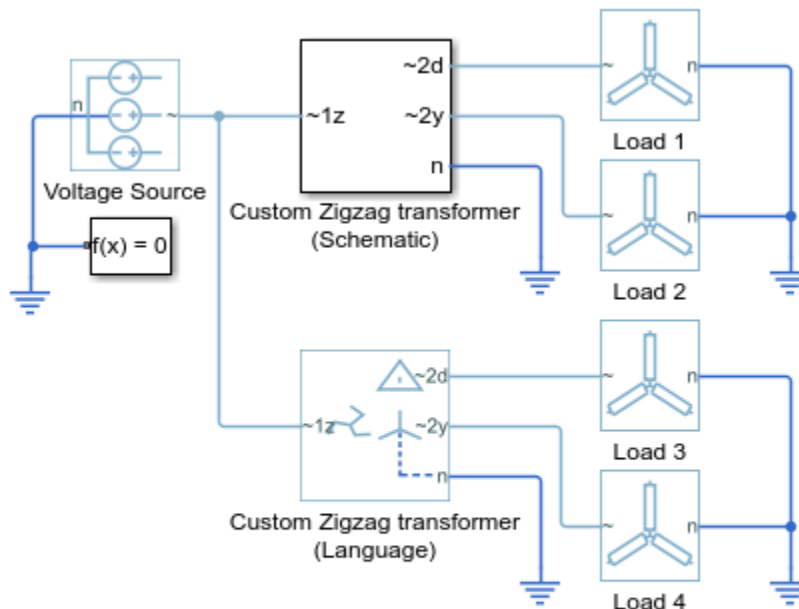 ~2d
~
n
n
~
~1z
~2y
Load 1
Voltage Source
n
Custom Zigzag transformer
(Schematic)
~
n
f(x) = 0
Load 2
~2d
~
n
~1z
~2y
Load 3
n
Custom Zigzag transformer
(Language)
~
n
Load 4